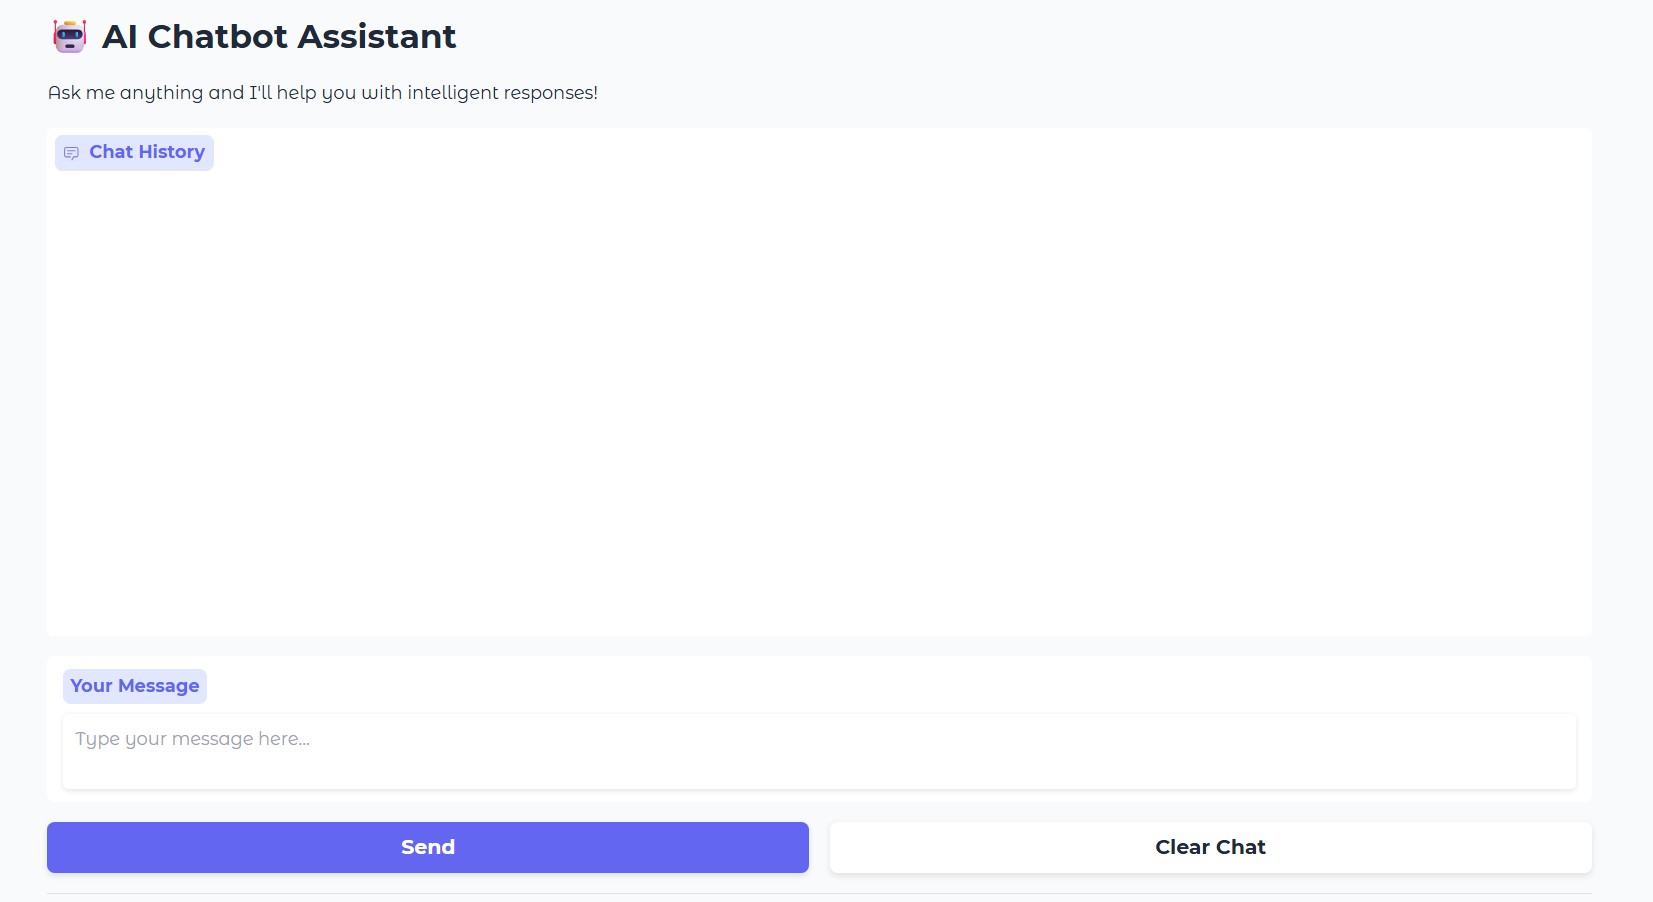 AI Chatbot Assistant
Ask me anything and I'll help you with intelligent responses!
Chat History
Your Message
Type your message here...
Send
Clear Chat